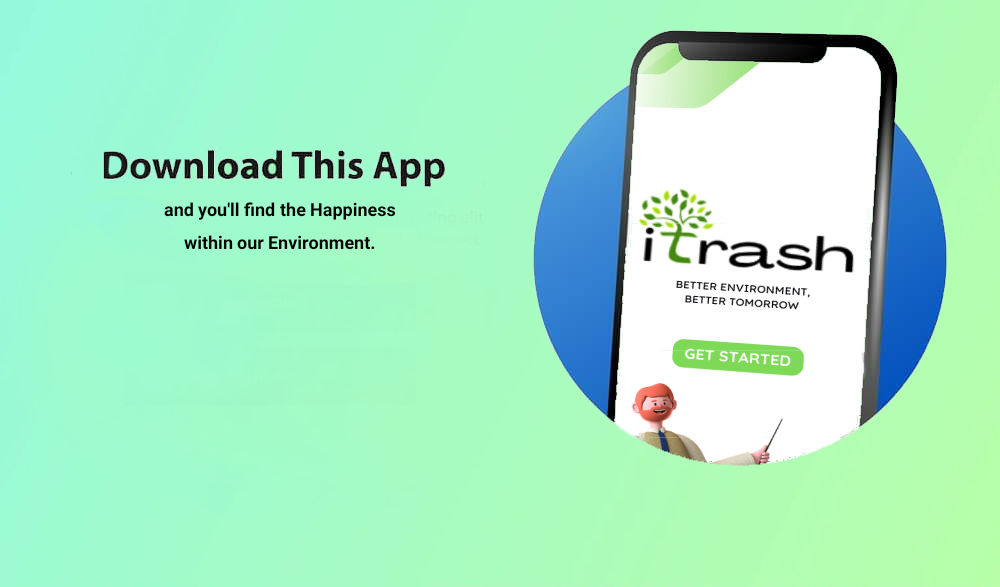 Download This App
and you'll find the Happiness
within our Environment.
itrash
BETTER ENVIRONMENT,
BETTER TOMORROW
GET STARTED